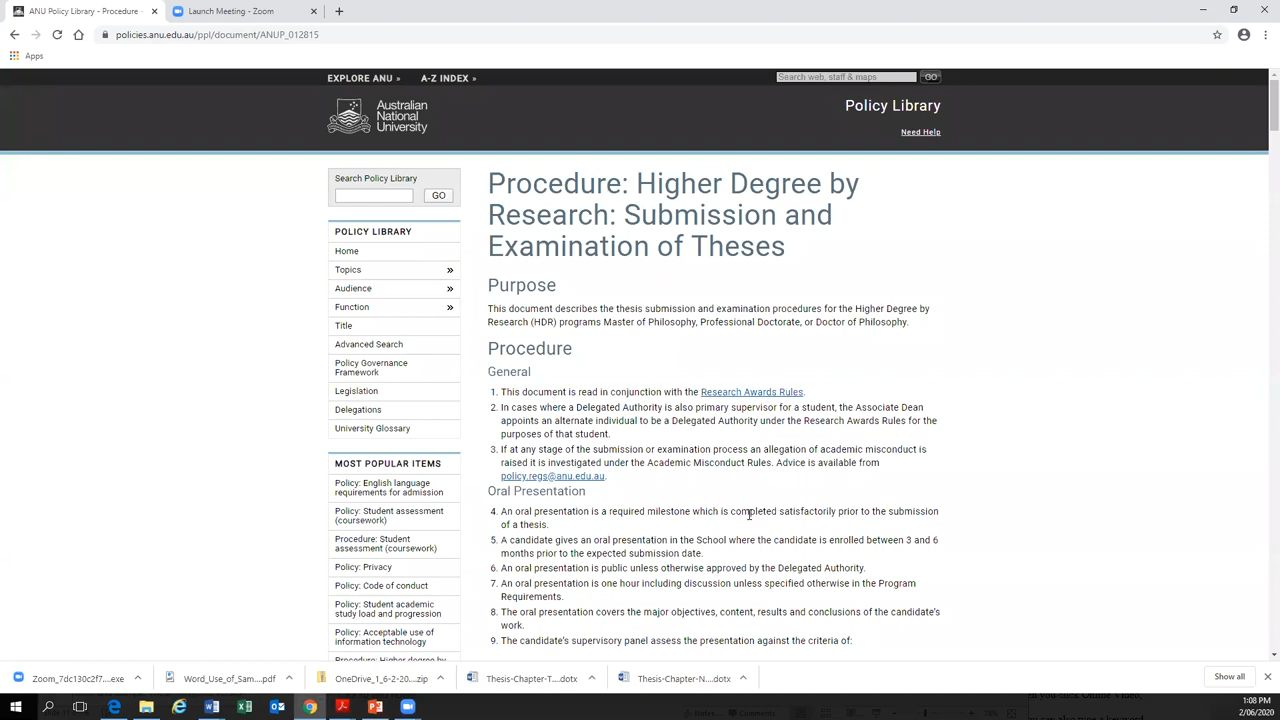 ANU Policy Library - Procedure -
Launch Meeting - Zoom
policies.anu.edu.au/ppl/document/ANUP_012815
Apps
EXPLORE ANU »
A-Z INDEX »
Search web, staff & maps
GO
Australian
National
University
Policy Library
Need Help
Search Policy Library
GO
POLICY LIBRARY
Home
Topics »
Audience »
Function »
Title
Advanced Search
Policy Governance
Framework
Legislation
Delegations
University Glossary
MOST POPULAR ITEMS
Policy: English language
requirements for admission
Policy: Student assessment
(coursework)
Procedure: Student
assessment (coursework)
Policy: Privacy
Policy: Code of conduct
Policy: Student academic
study load and progression
Policy: Acceptable use of
information technology
Procedure: Higher degree by
Procedure: Higher Degree by
Research: Submission and
Examination of Theses
Purpose
This document describes the thesis submission and examination procedures for the Higher Degree by
Research (HDR) programs Master of Philosophy, Professional Doctorate, or Doctor of Philosophy.
Procedure
General
1. This document is read in conjunction with the Research Awards Rules.
2. In cases where a Delegated Authority is also primary supervisor for a student, the Associate Dean
appoints an alternate individual to be a Delegated Authority under the Research Awards Rules for the
purposes of that student.
3. If at any stage of the submission or examination process an allegation of academic misconduct is
raised it is investigated under the Academic Misconduct Rules. Advice is available from
policy.regs@anu.edu.au.
Oral Presentation
4. An oral presentation is a required milestone which is completed satisfactorily prior to the submission
of a thesis.
5. A candidate gives an oral presentation in the School where the candidate is enrolled between 3 and 6
months prior to the expected submission date.
6. An oral presentation is public unless otherwise approved by the Delegated Authority.
7. An oral presentation is one hour including discussion unless specified otherwise in the Program
Requirements.
8. The oral presentation covers the major objectives, content, results and conclusions of the candidate's
work.
9. The candidate's supervisory panel assess the presentation against the criteria of:
Zoom_7dc130c2f7....exe
Word_Use_of_Sam....pdf
OneDrive_1_6-2-20....zip
Thesis-Chapter-T....dotx
Thesis-Chapter-N....dotx
Show all
1:08 PM
2/06/2020